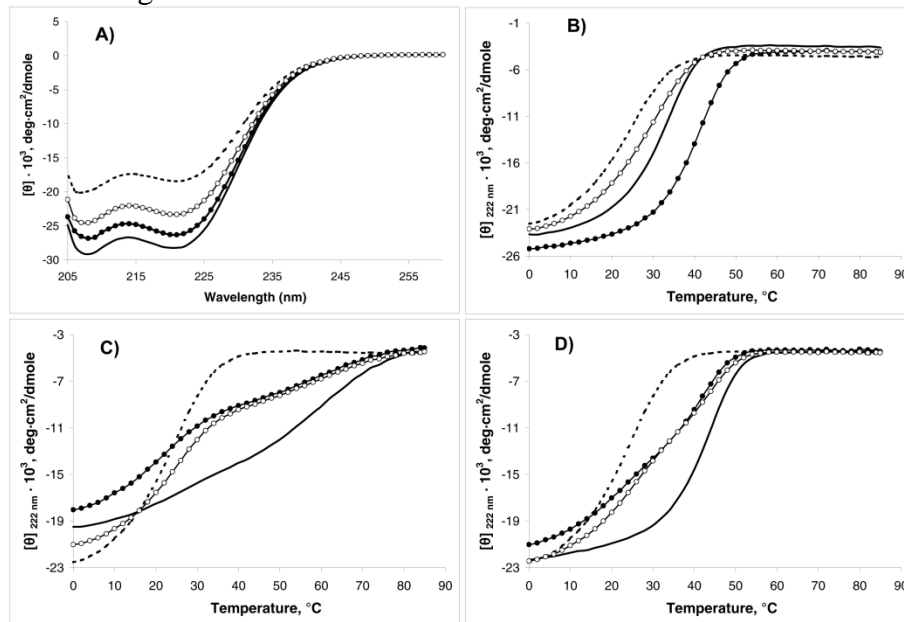 A)
[θ] · 10³, deg·cm²/dmole
5
0
-5
-10
-15
-20
-25
-30
205 215 225 235 245 255
Wavelength (nm)
B)
[θ] 222 nm · 10³, deg·cm²/dmole
-1
-6
-11
-16
-21
-26
0 10 20 30 40 50 60 70 80 90
Temperature, °C
C)
[θ] 222 nm · 10³, deg·cm²/dmole
-3
-7
-11
-15
-19
-23
0 10 20 30 40 50 60 70 80 90
Temperature, °C
D)
[θ] 222 nm · 10³, deg·cm²/dmole
-3
-7
-11
-15
-19
-23
0 10 20 30 40 50 60 70 80 90
Temperature, °C